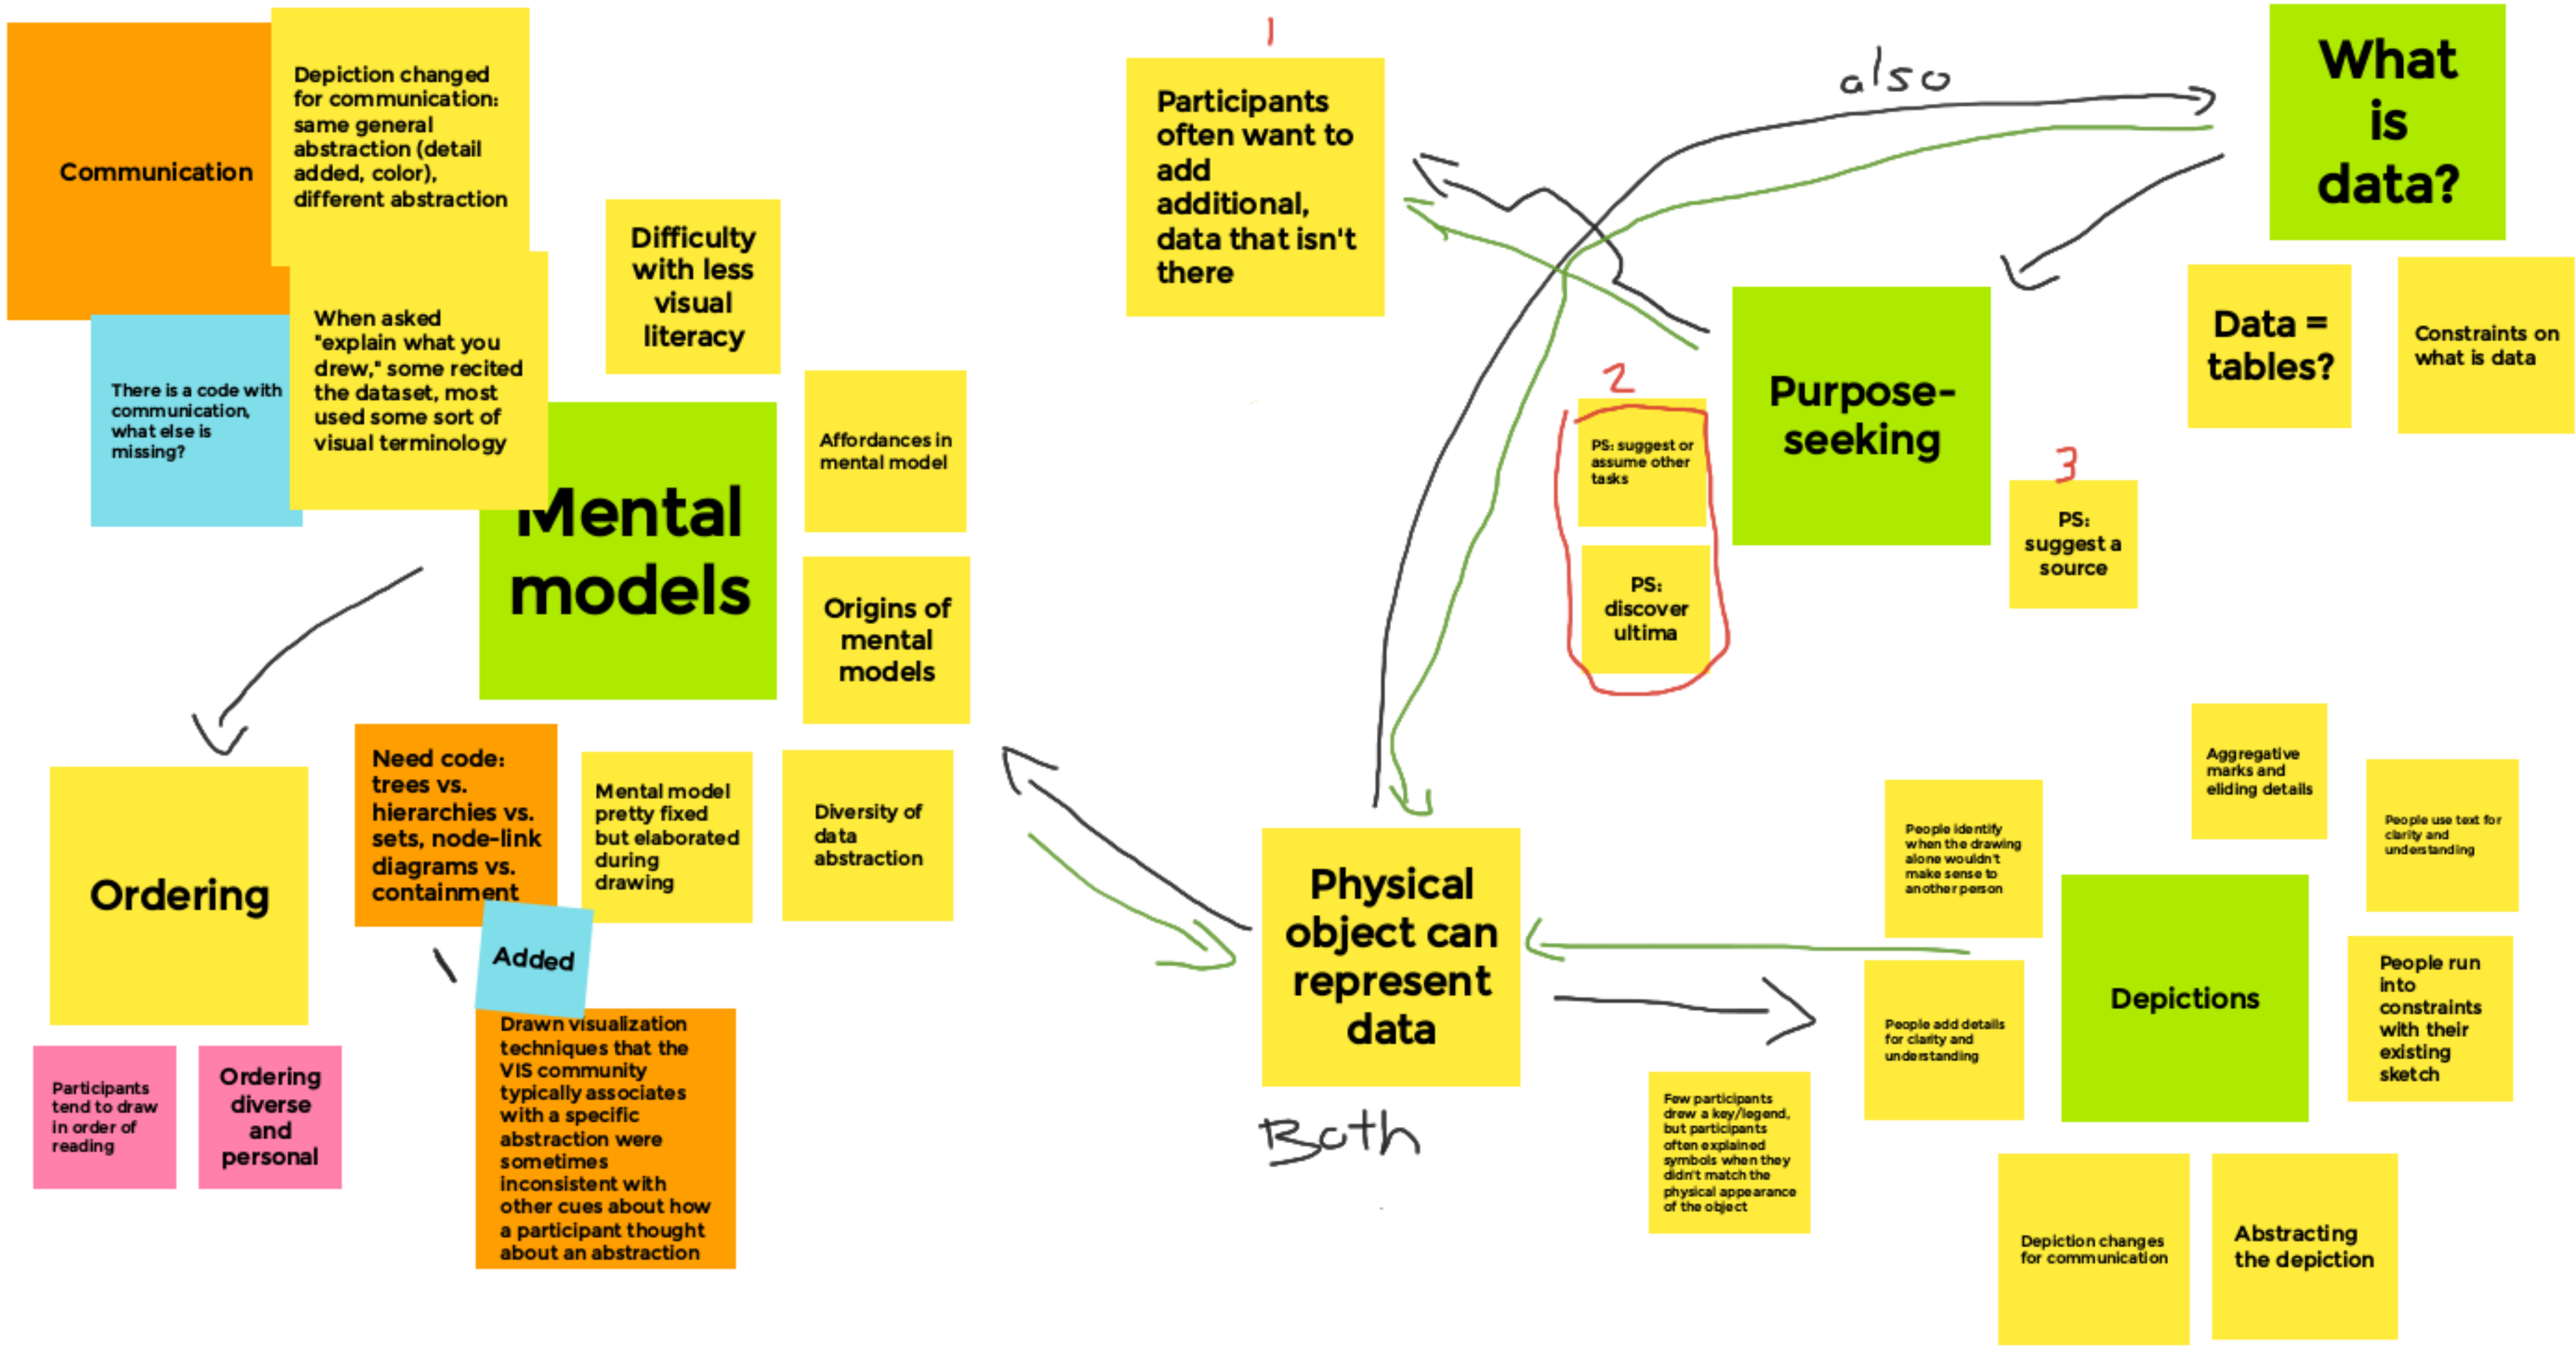 Communication
Depiction changed
for communication:
same general
abstraction (detail
added, color),
different abstraction
There is a code with
communication,
what else is
missing?
When asked
"explain what you
drew," some recited
the dataset, most
used some sort of
visual terminology
Difficulty
with less
visual
literacy
Mental
models
Affordances in
mental model
Origins of
mental
models
Ordering
Participants
tend to draw
in order of
reading
Ordering
diverse
and
personal
Need code:
trees vs.
hierarchies vs.
sets, node-link
diagrams vs.
containment
Mental model
pretty fixed
but elaborated
during
drawing
Diversity of
data
abstraction
Added
Drawn visualization
techniques that the
VIS community
typically associates
with a specific
abstraction were
sometimes
inconsistent with
other cues about how
a participant thought
about an abstraction
1
Participants
often want to
add
additional,
data that isn't
there
also
What
is
data?
Data =
tables?
Constraints on
what is data
Purpose-
seeking
2
PS: suggest or
assume other
tasks
PS:
discover
ultima
3
PS:
suggest a
source
Physical
object can
represent
data
Both
Depictions
Aggregative
marks and
eliding details
People identify
when the drawing
alone wouldn't
make sense to
another person
People use text for
clarity and
understanding
People add details
for clarity and
understanding
People run
into
constraints
with their
existing
sketch
Few participants
drew a key/legend,
but participants
often explained
symbols when they
didn't match the
physical appearance
of the object
Depiction changes
for communication
Abstracting
the depiction